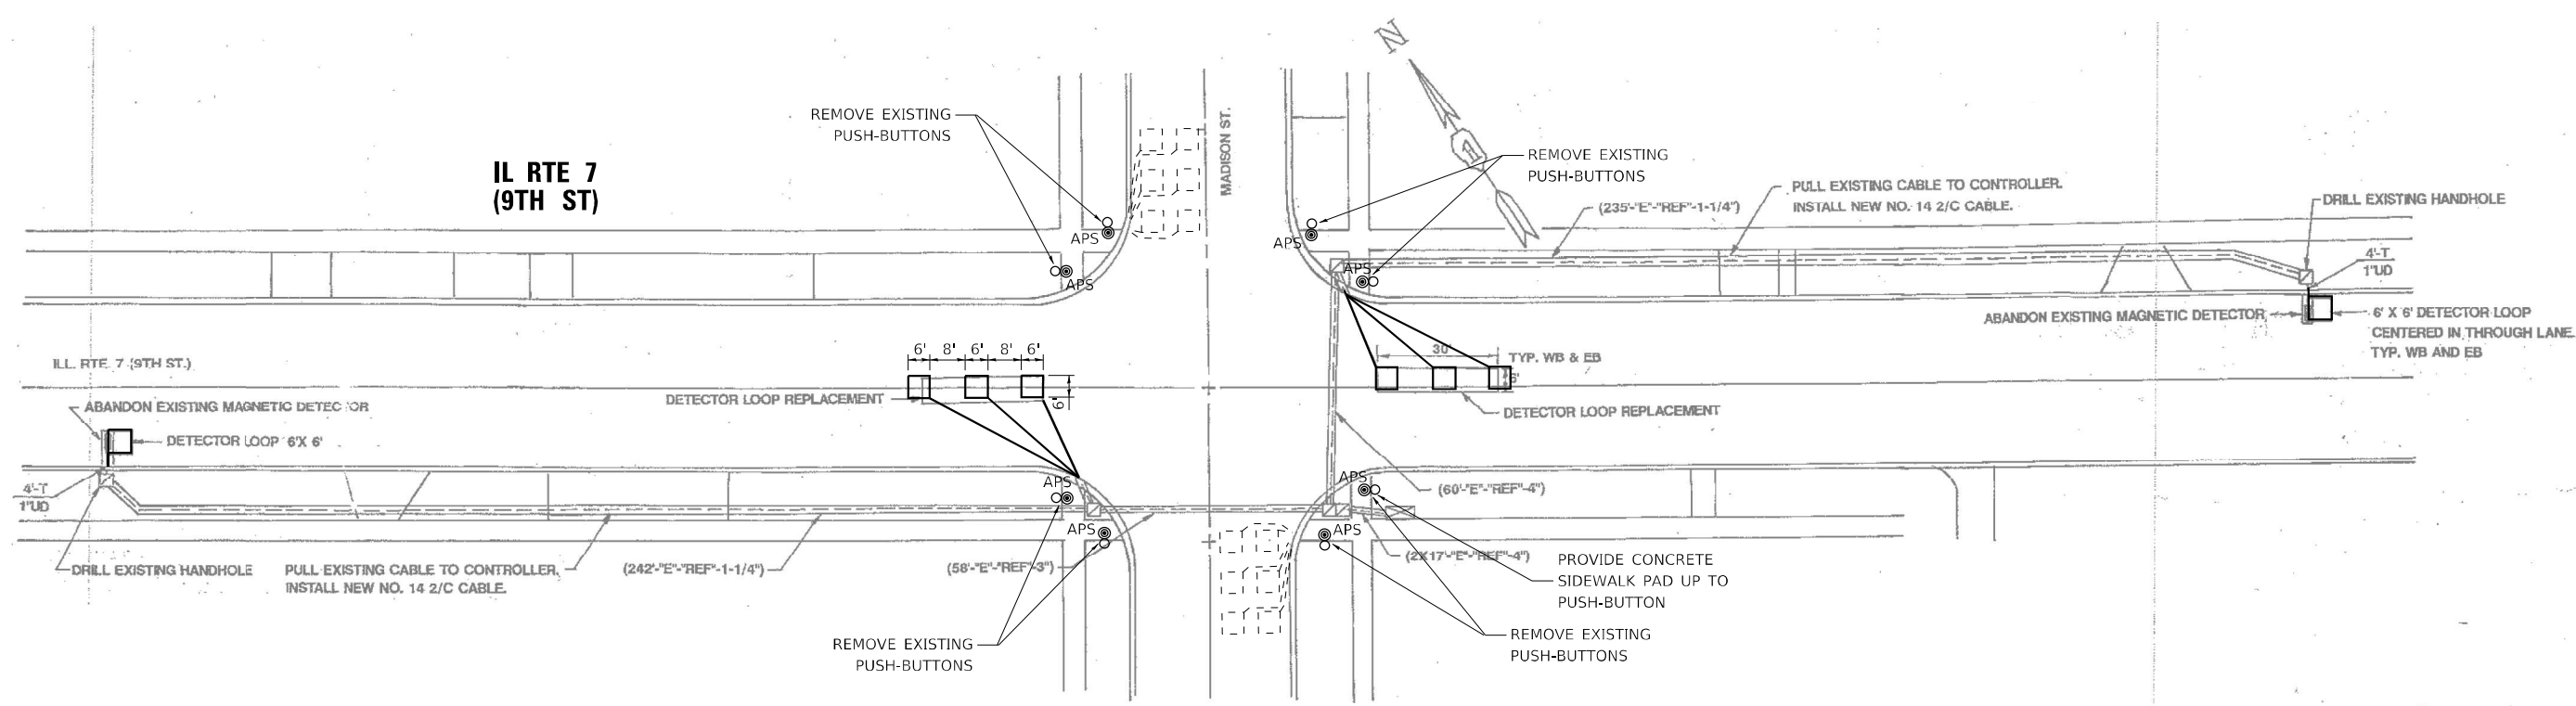 N
REMOVE EXISTING
PUSH-BUTTONS
MADISON ST.
IL RTE 7
(9TH ST)
REMOVE EXISTING
PUSH-BUTTONS
PULL EXISTING CABLE TO CONTROLLER.
INSTALL NEW NO. 14 2/C CABLE.
(235'-"E"-"REF"-1-1/4")
DRILL EXISTING HANDHOLE
APS
APS
APS
APS
4'-T
1"UD
ABANDON EXISTING MAGNETIC DETECTOR
6' X 6' DETECTOR LOOP
CENTERED IN THROUGH LANE.
TYP. WB AND EB
6' 8' 6' 8' 6'
30'
TYP. WB & EB
6'
ILL. RTE. 7 (9TH ST.)
DETECTOR LOOP REPLACEMENT
6'
DETECTOR LOOP REPLACEMENT
ABANDON EXISTING MAGNETIC DETECTOR
DETECTOR LOOP 6'X 6'
APS
APS
4'-T
1"UD
(60'-"E"-"REF"-4")
APS
APS
DRILL EXISTING HANDHOLE
PULL EXISTING CABLE TO CONTROLLER.
INSTALL NEW NO. 14 2/C CABLE.
(242'-"E"-"REF"-1-1/4")
(58'-"E"-"REF"-3")
(2X17'-"E"-"REF"-4")
PROVIDE CONCRETE
SIDEWALK PAD UP TO
PUSH-BUTTON
REMOVE EXISTING
PUSH-BUTTONS
REMOVE EXISTING
PUSH-BUTTONS